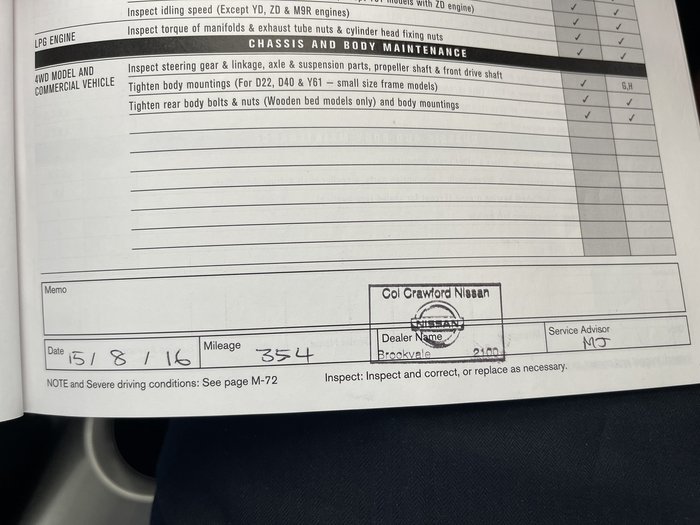 models with ZD engine)
Inspect idling speed (Except YD, ZD & M9R engines)
LPG ENGINE
Inspect torque of manifolds & exhaust tube nuts & cylinder head fixing nuts
CHASSIS AND BODY MAINTENANCE
4WD MODEL AND
COMMERCIAL VEHICLE
Inspect steering gear & linkage, axle & suspension parts, propeller shaft & front drive shaft
Tighten body mountings (For D22, D40 & Y61 – small size frame models)
G,H
Tighten rear body bolts & nuts (Wooden bed models only) and body mountings
Memo
Col Crawford Nissan
NISSAN
Dealer Name
Brookvale 2100
Service Advisor
MJ
Date 15 / 8 / 16
Mileage 354
NOTE and Severe driving conditions: See page M-72
Inspect: Inspect and correct, or replace as necessary.